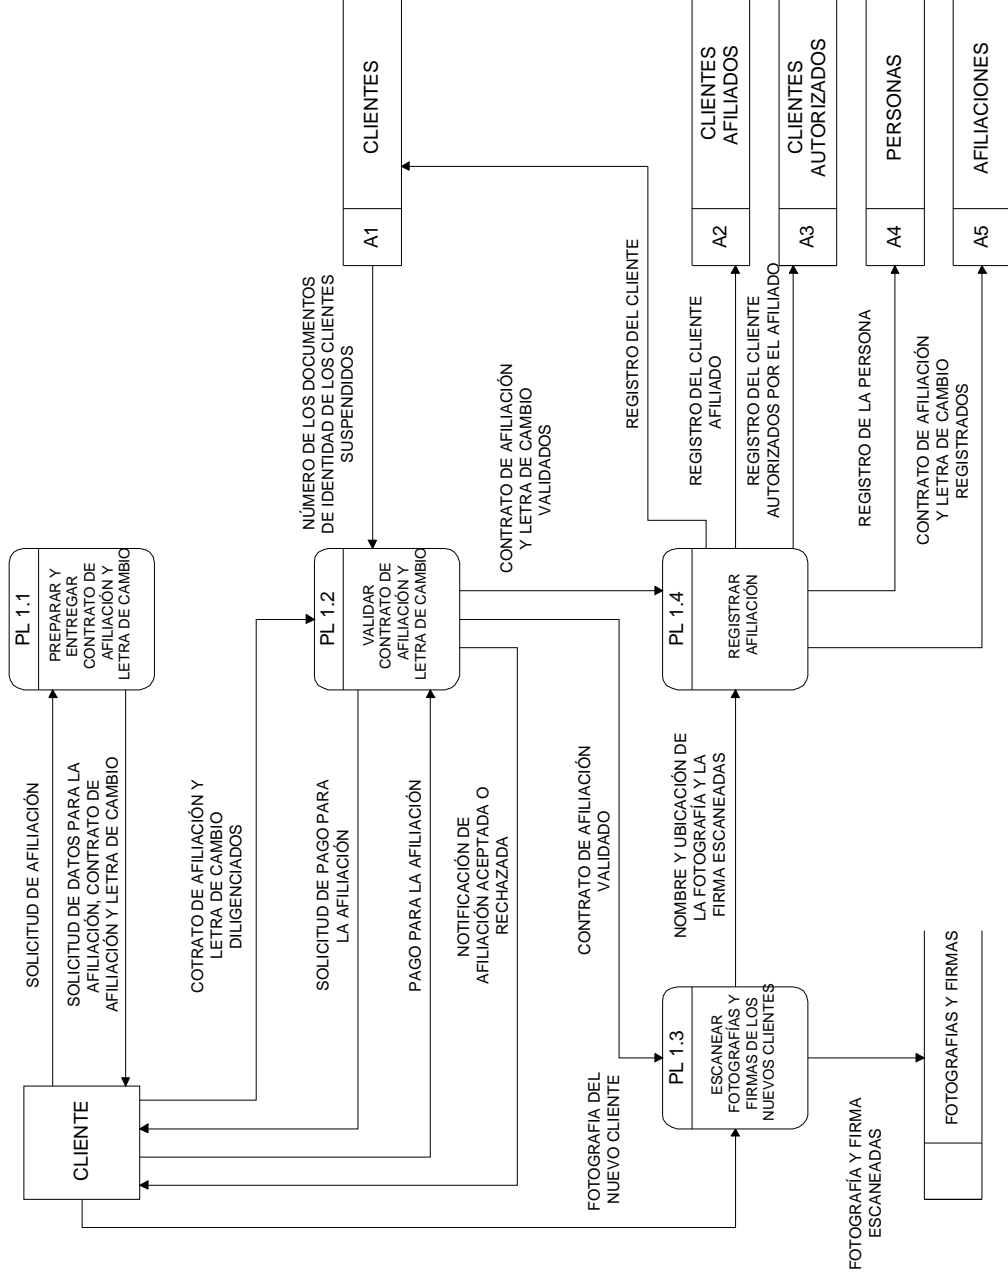 CLIENTE
SOLICITUD DE AFILIACIÓN
SOLICITUD DE DATOS PARA LA
AFILIACIÓN, CONTRATO DE
AFILIACIÓN Y LETRA DE CAMBIO
PL 1.1
PREPARAR Y
ENTREGAR
CONTRATO DE
AFILIACIÓN Y
LETRA DE CAMBIO
COTRATO DE AFILIACIÓN Y
LETRA DE CAMBIO
DILIGENCIADOS
SOLICITUD DE PAGO PARA
LA AFILIACIÓN
PAGO PARA LA AFILIACIÓN
NOTIFICACIÓN DE
AFILIACIÓN ACEPTADA O
RECHAZADA
PL 1.2
VALIDAR
CONTRATO DE
AFILIACIÓN Y
LETRA DE CAMBIO
NÚMERO DE LOS DOCUMENTOS
DE IDENTIDAD DE LOS CLIENTES
SUSPENDIDOS
A1
CLIENTES
CONTRATO DE AFILIACIÓN
Y LETRA DE CAMBIO
VALIDADOS
CONTRATO DE AFILIACIÓN
VALIDADO
FOTOGRAFIA DEL
NUEVO CLIENTE
PL 1.3
ESCANEAR
FOTOGRAFÍAS Y
FIRMAS DE LOS
NUEVOS CLIENTES
NOMBRE Y UBICACIÓN DE
LA FOTOGRAFÍA Y LA
FIRMA ESCANEADAS
PL 1.4
REGISTRAR
AFILIACIÓN
REGISTRO DEL CLIENTE
REGISTRO DEL CLIENTE
AFILIADO
A2
CLIENTES
AFILIADOS
REGISTRO DEL CLIENTE
AUTORIZADOS POR EL AFILIADO
A3
CLIENTES
AUTORIZADOS
REGISTRO DE LA PERSONA
A4
PERSONAS
CONTRATO DE AFILIACIÓN
Y LETRA DE CAMBIO
REGISTRADOS
A5
AFILIACIONES
FOTOGRAFÍA Y FIRMA
ESCANEADAS
FOTOGRAFIAS Y FIRMAS